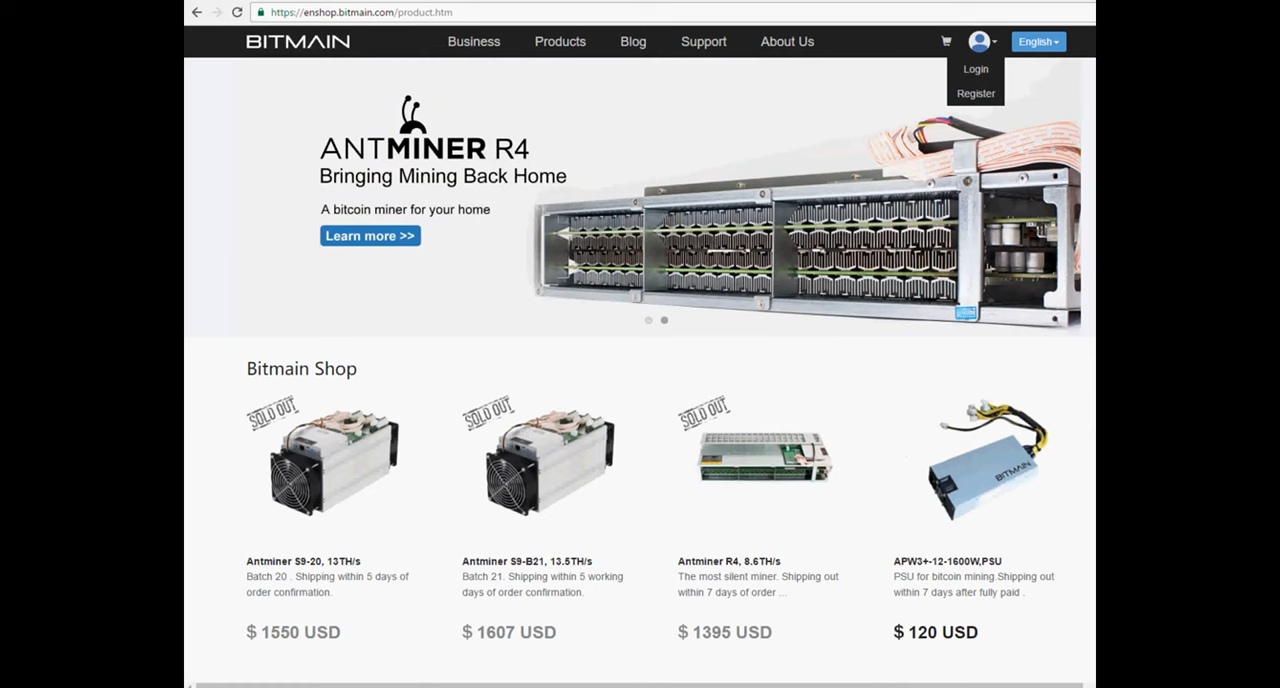 https://enshop.bitmain.com/product.htm
BITMAIN
Business
Products
Blog
Support
About Us
English
Login
Register
ANTMINER R4
Bringing Mining Back Home
A bitcoin miner for your home
Learn more >>
Bitmain Shop
SOLD OUT
SOLD OUT
SOLD OUT
BITMAIN
Antminer S9-20, 13TH/s
Batch 20 . Shipping within 5 days of
order confirmation.
$ 1550 USD
Antminer S9-B21, 13.5TH/s
Batch 21. Shipping within 5 working
days of order confirmation.
$ 1607 USD
Antminer R4, 8.6TH/s
The most silent miner. Shipping out
within 7 days of order ...
$ 1395 USD
APW3+-12-1600W,PSU
PSU for bitcoin mining.Shipping out
within 7 days after fully paid .
$ 120 USD